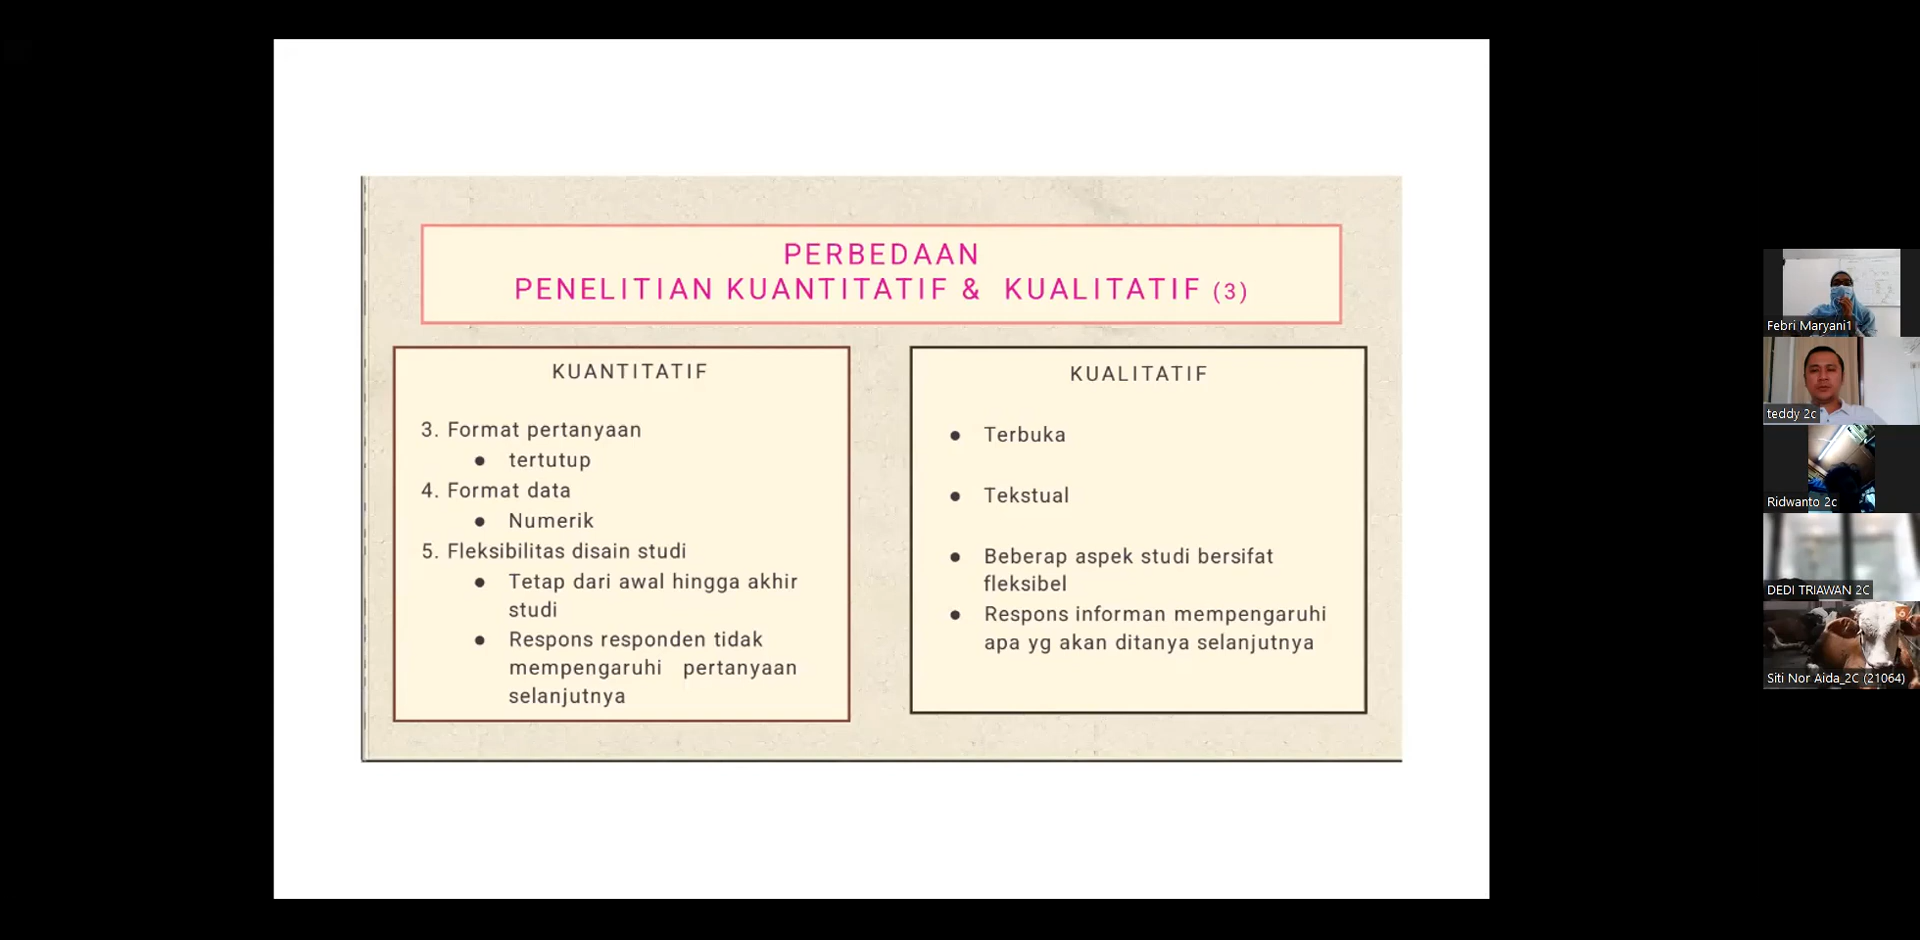 PERBEDAAN
PENELITIAN KUANTITATIF & KUALITATIF (3)
KUANTITATIF
3. Format pertanyaan
● tertutup
4. Format data
● Numerik
5. Fleksibilitas disain studi
● Tetap dari awal hingga akhir
studi
● Respons responden tidak
mempengaruhi pertanyaan
selanjutnya
KUALITATIF
● Terbuka
● Tekstual
● Beberap aspek studi bersifat
fleksibel
● Respons informan mempengaruhi
apa yg akan ditanya selanjutnya
Febri Maryani1
teddy 2c
Ridwanto 2c
DEDI TRIAWAN 2C
Siti Nor Aida_2C (21064)